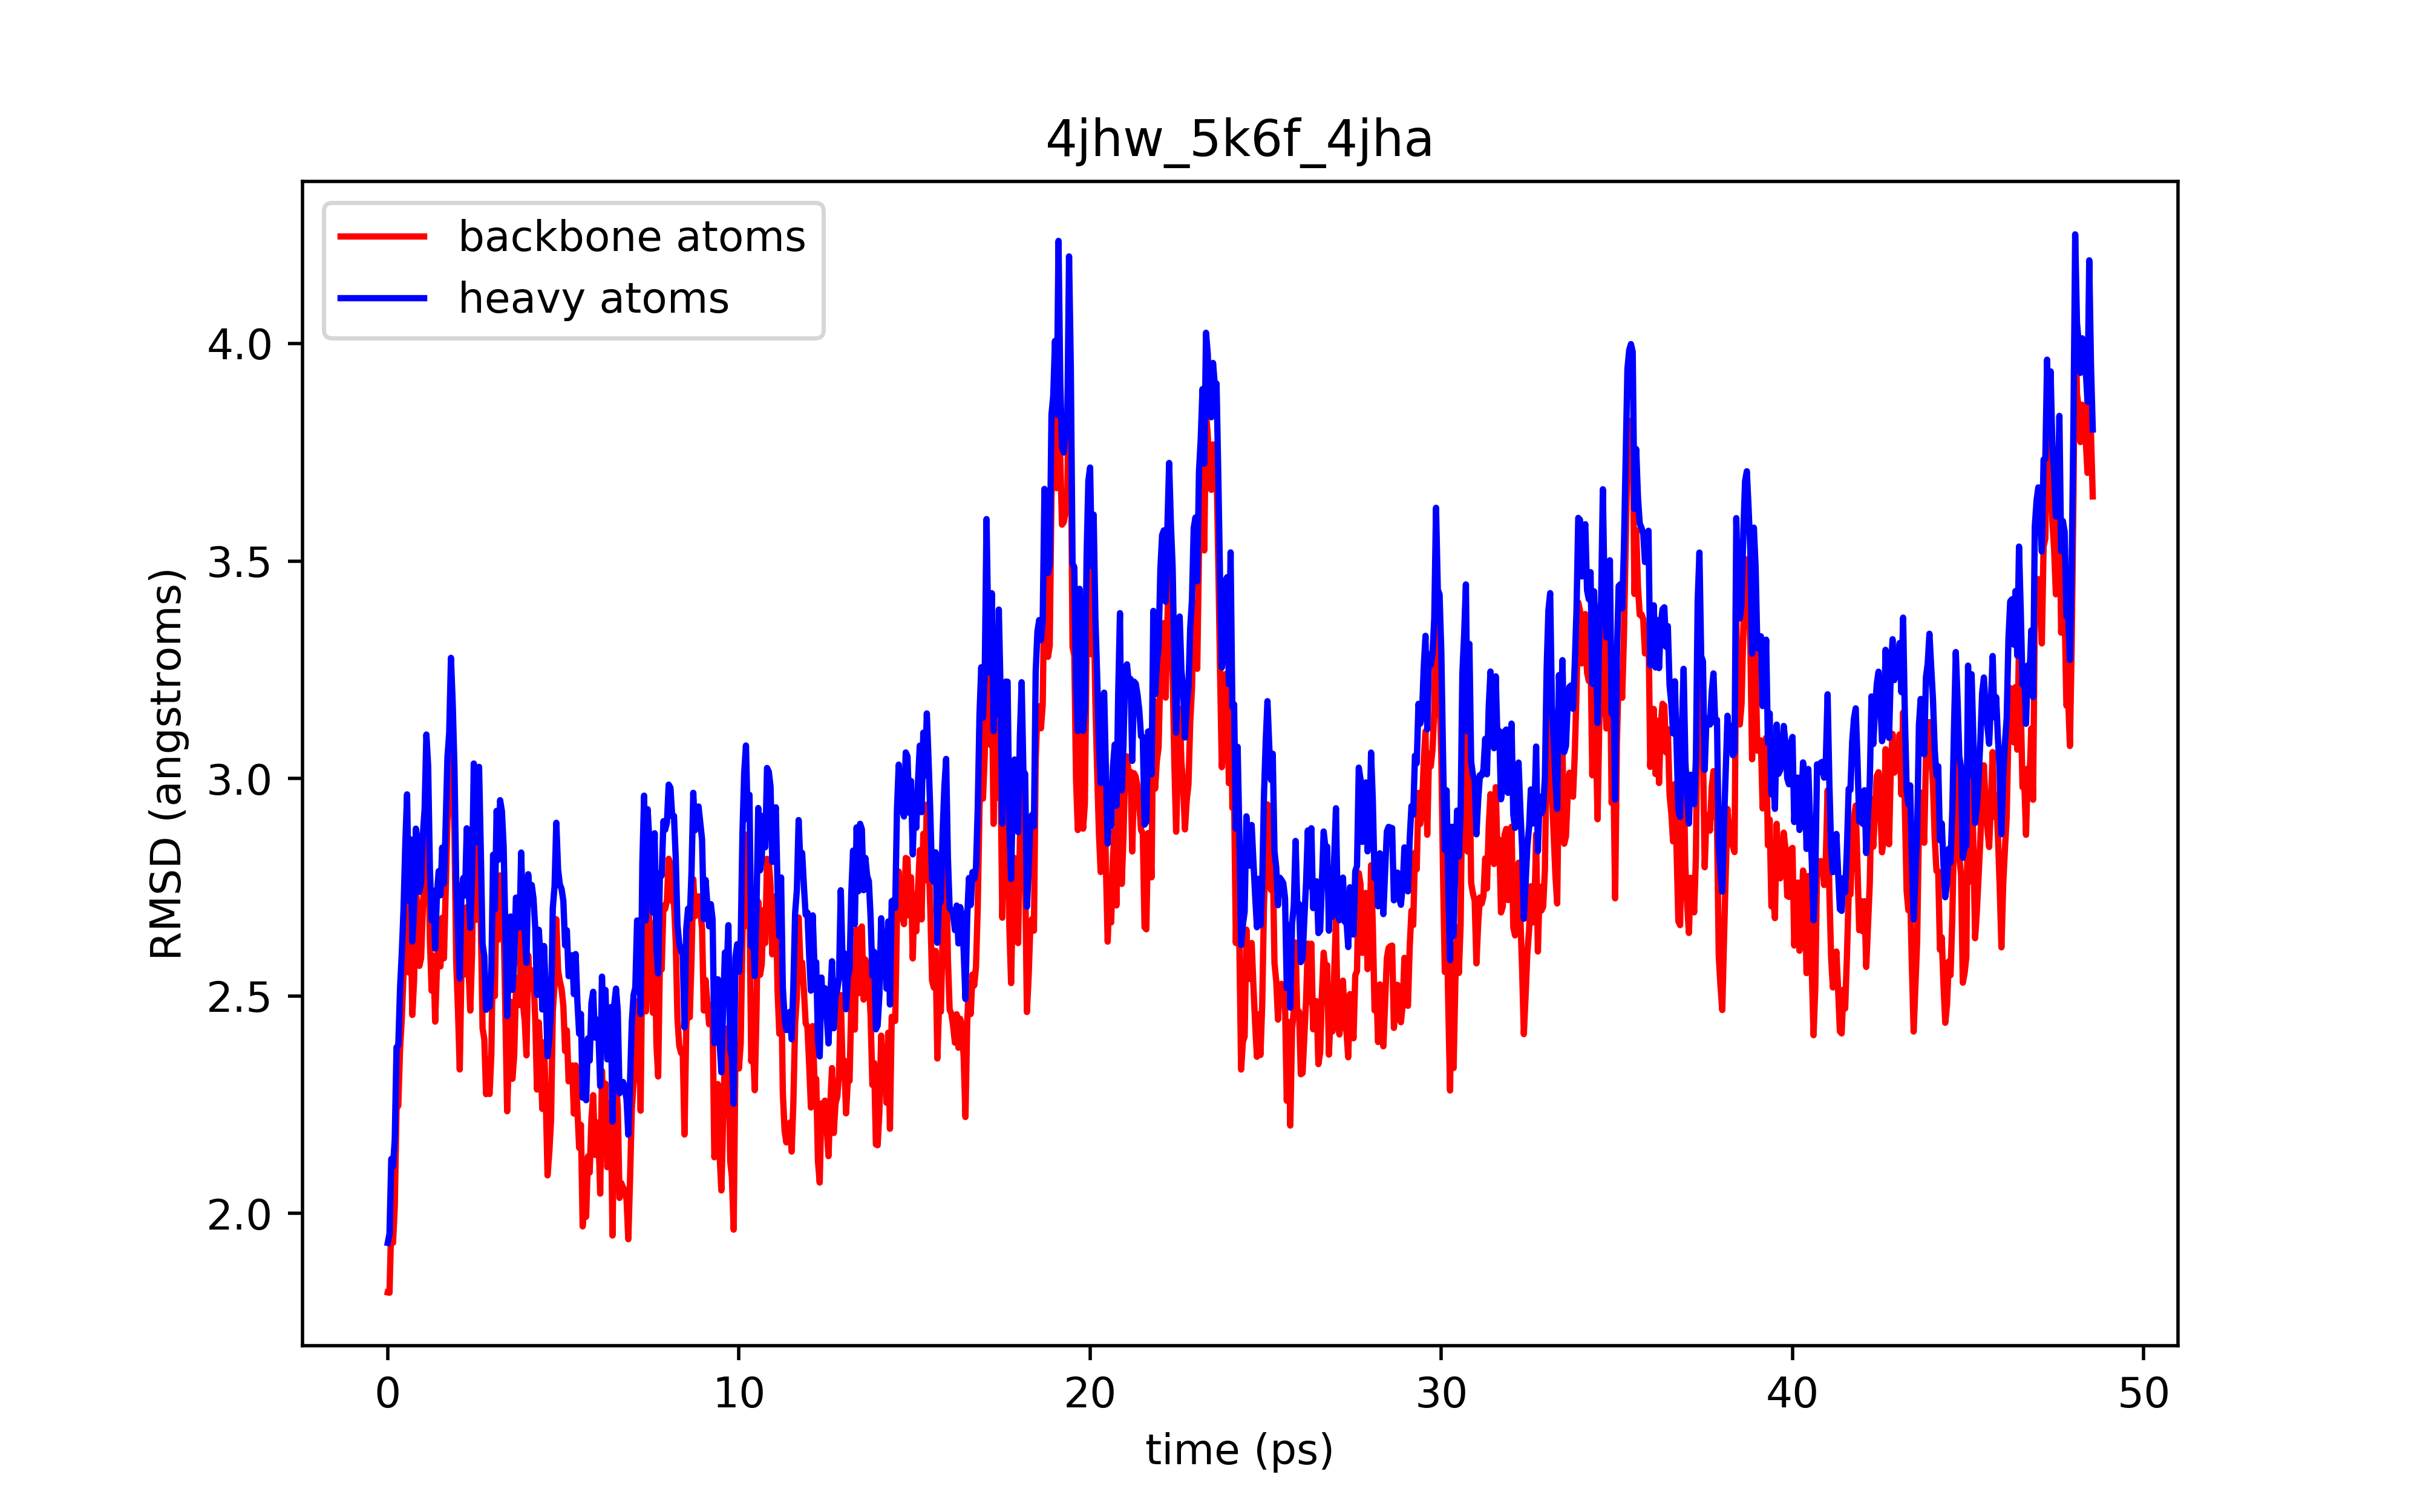 4jhw_5k6f_4jha
backbone atoms
heavy atoms
4.0
3.5
3.0
2.5
2.0
RMSD (angstroms)
0 10 20 30 40 50
time (ps)